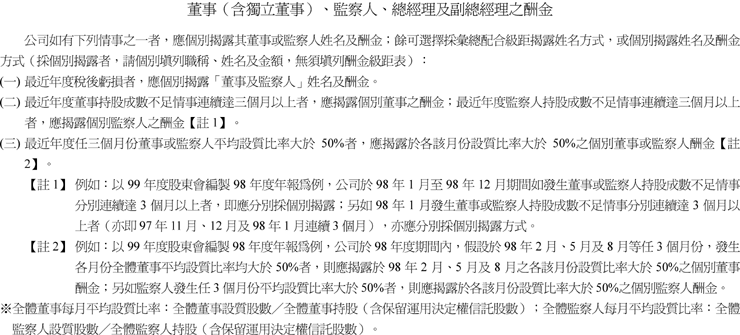 董事（含獨立董事）、監察人、總經理及副總經理之酬金
公司如有下列情事之一者，應個別揭露其董事或監察人姓名及酬金；餘可選擇採彙總配合級距揭露姓名方式，或個別揭露姓名及酬金
方式（採個別揭露者，請個別填列職稱、姓名及金額，無須填列酬金級距表）：
(一) 最近年度稅後虧損者，應個別揭露「董事及監察人」姓名及酬金。
(二) 最近年度董事持股成數不足情事連續達三個月以上者，應揭露個別董事之酬金；最近年度監察人持股成數不足情事連續達三個月以上
者，應揭露個別監察人之酬金【註 1】。
(三) 最近年度任三個月份董事或監察人平均設質比率大於 50%者，應揭露於各該月份設質比率大於 50%之個別董事或監察人酬金【註
2】。
【註 1】 例如：以 99 年度股東會編製 98 年度年報為例，公司於 98 年 1 月至 98 年 12 月期間如發生董事或監察人持股成數不足情事
分別連續達 3 個月以上者，即應分別採個別揭露；另如 98 年 1 月發生董事或監察人持股成數不足情事分別連續達 3 個月以
上者（亦即 97 年 11 月、12 月及 98 年 1 月連續 3 個月），亦應分別採個別揭露方式。
【註 2】 例如：以 99 年度股東會編製 98 年度年報為例，公司於 98 年度期間內，假設於 98 年 2 月、5 月及 8 月等任 3 個月份，發生
各月份全體董事平均設質比率均大於 50%者，則應揭露於 98 年 2 月、5 月及 8 月之各該月份設質比率大於 50%之個別董事
酬金；另如監察人發生任 3 個月份平均設質比率大於 50%者，則應揭露於各該月份設質比率大於 50%之個別監察人酬金。
※全體董事每月平均設質比率：全體董事設質股數／全體董事持股（含保留運用決定權信託股數）；全體監察人每月平均設質比率：全體
監察人設質股數／全體監察人持股（含保留運用決定權信託股數）。